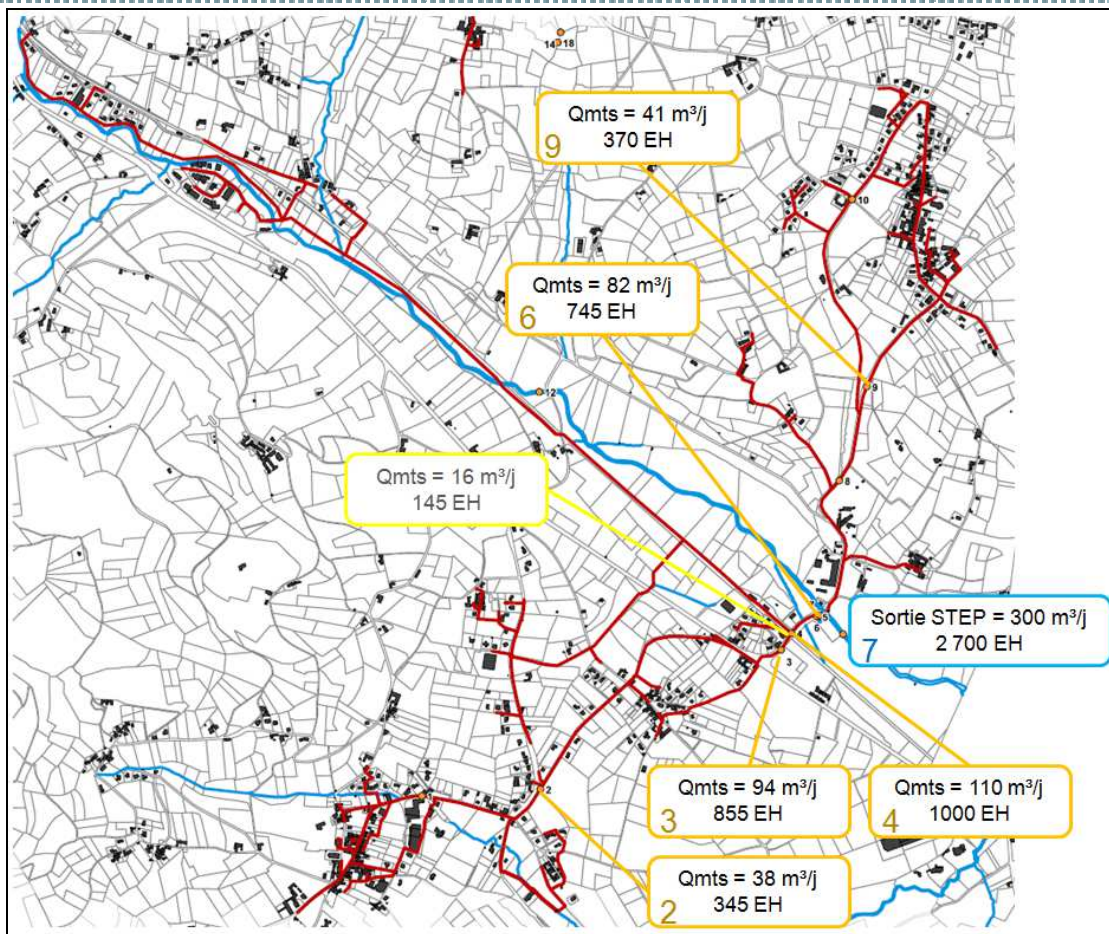 14 18
Qmts = 41 m³/j
370 EH
9
10
Qmts = 82 m³/j
745 EH
6
9
12
Qmts = 16 m³/j
145 EH
8
5
6
Sortie STEP = 300 m³/j
2 700 EH
7
4
3
2
Qmts = 94 m³/j
855 EH
3
Qmts = 110 m³/j
1000 EH
4
Qmts = 38 m³/j
345 EH
2